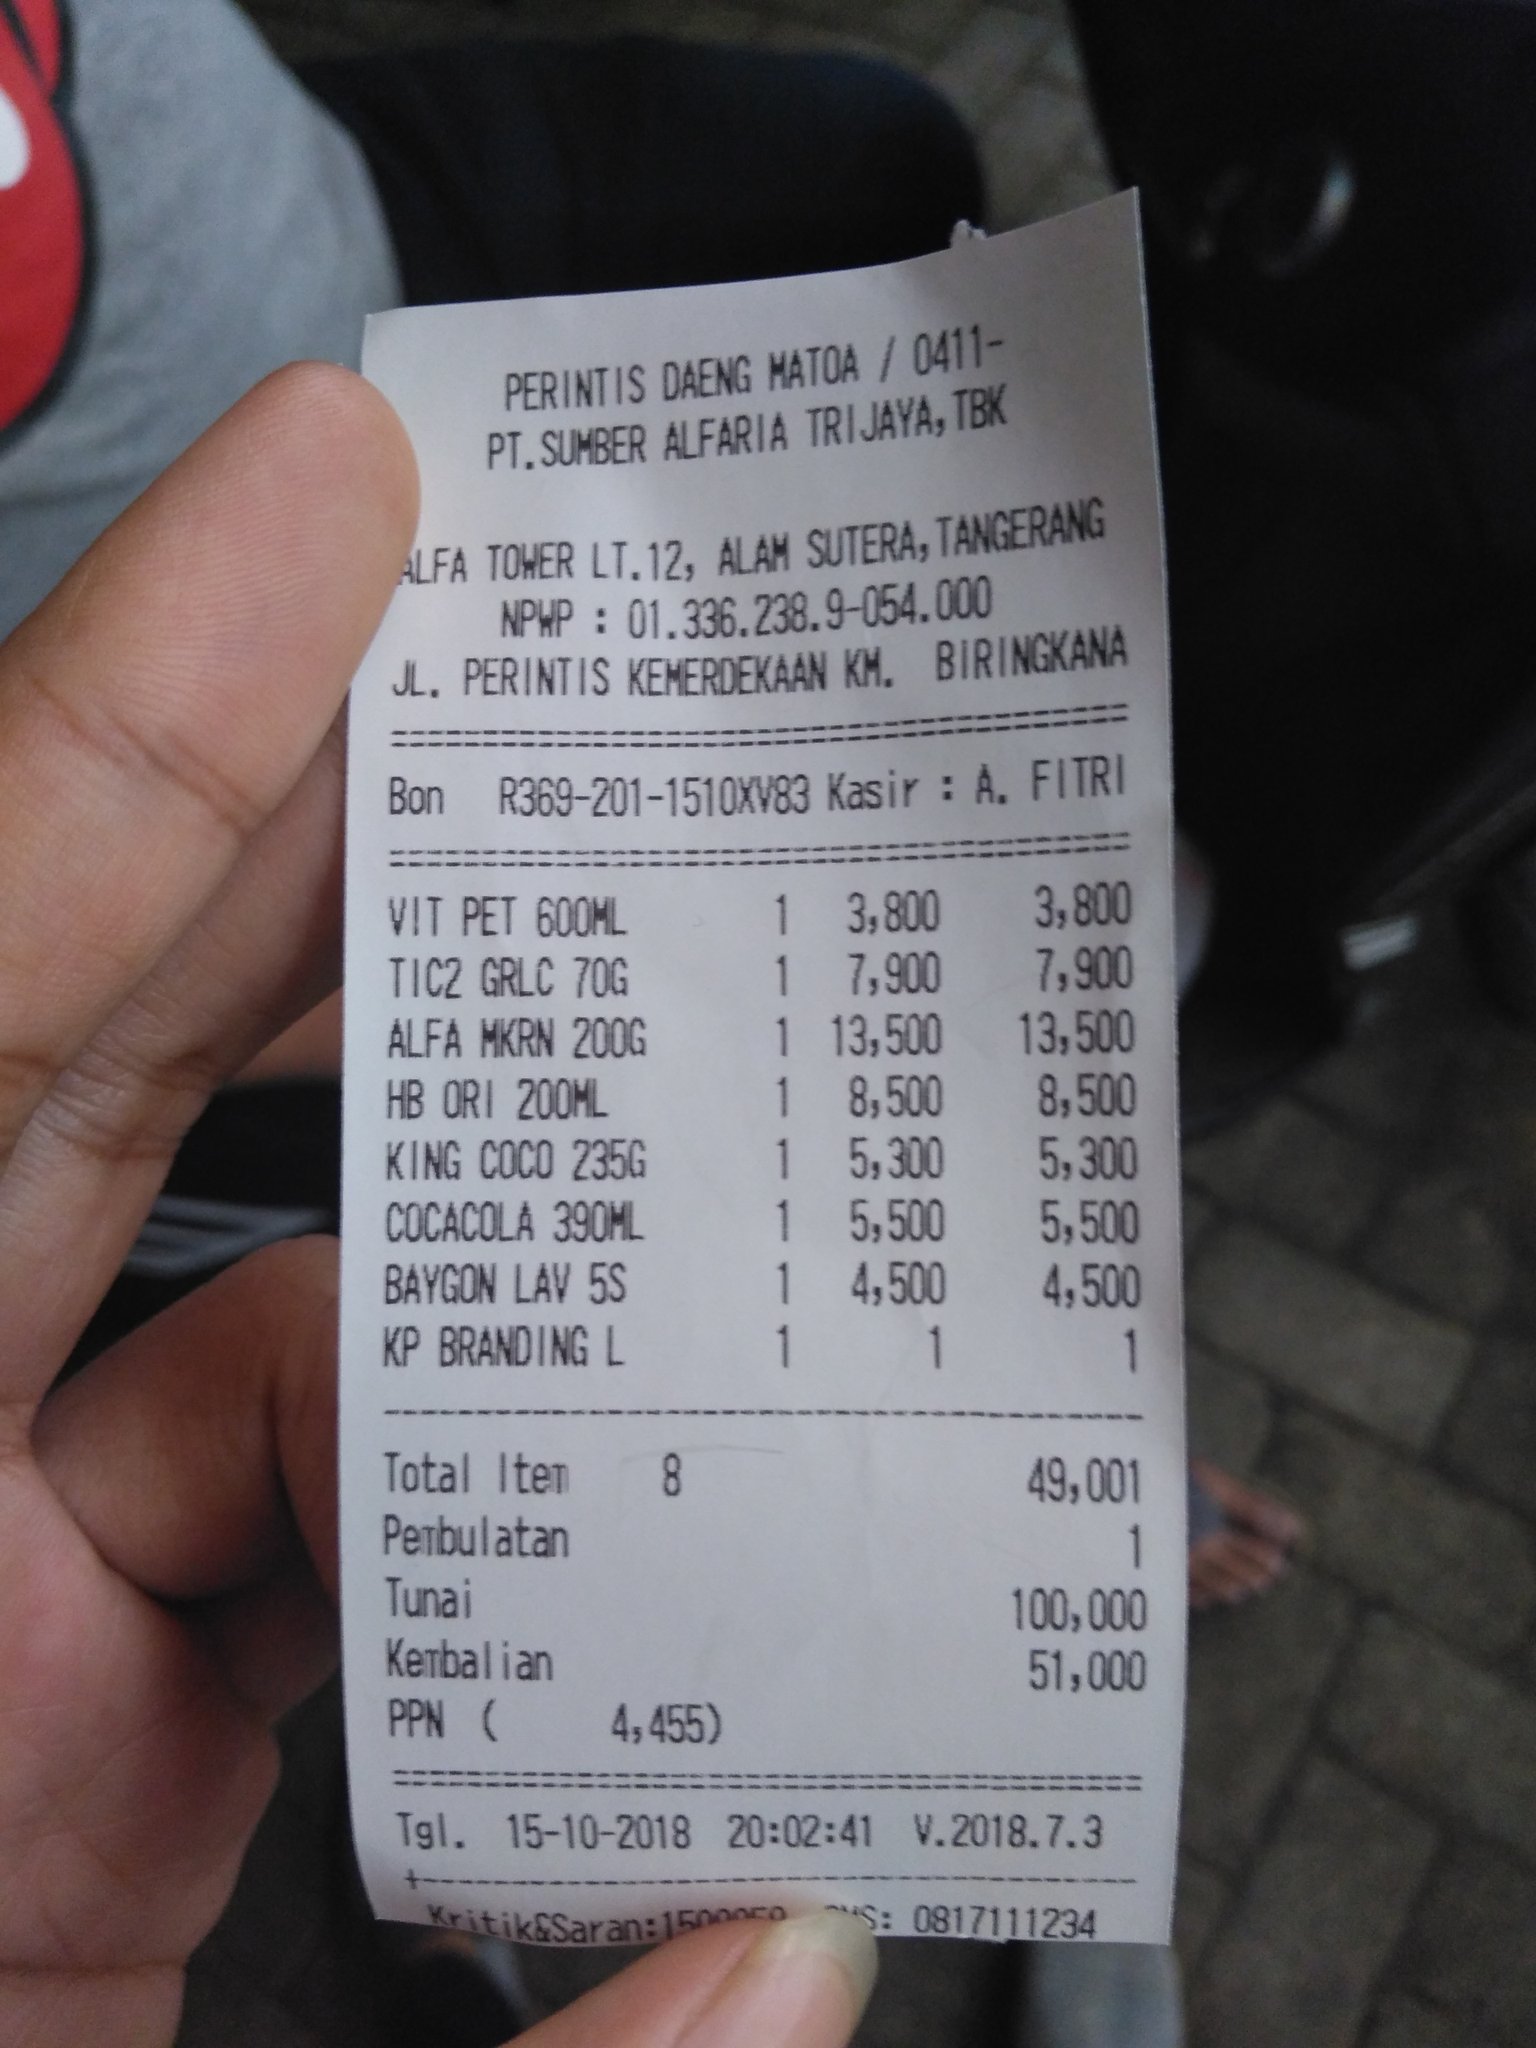 PERINTIS DAENG MATOA / 0411-
PT.SUMBER ALFARIA TRIJAYA,TBK
ALFA TOWER LT.12, ALAM SUTERA,TANGERANG
NPWP : 01.336.238.9-054.000
JL. PERINTIS KEMERDEKAAN KM. BIRINGKANA
Bon R369-201-1510XV83 Kasir : A. FITRI
VIT PET 600ML 1 3,800 3,800
TIC2 GRLC 70G 1 7,900 7,900
ALFA MKRN 200G 1 13,500 13,500
HB ORI 200ML 1 8,500 8,500
KING COCO 235G 1 5,300 5,300
COCACOLA 390ML 1 5,500 5,500
BAYGON LAV 5S 1 4,500 4,500
KP BRANDING L 1 1 1
Total Item 8 49,001
Pembulatan 1
Tunai 100,000
Kembalian 51,000
PPN ( 4,455)
Tgl. 15-10-2018 20:02:41 V.2018.7.3
Kritik&Saran: 0817111234